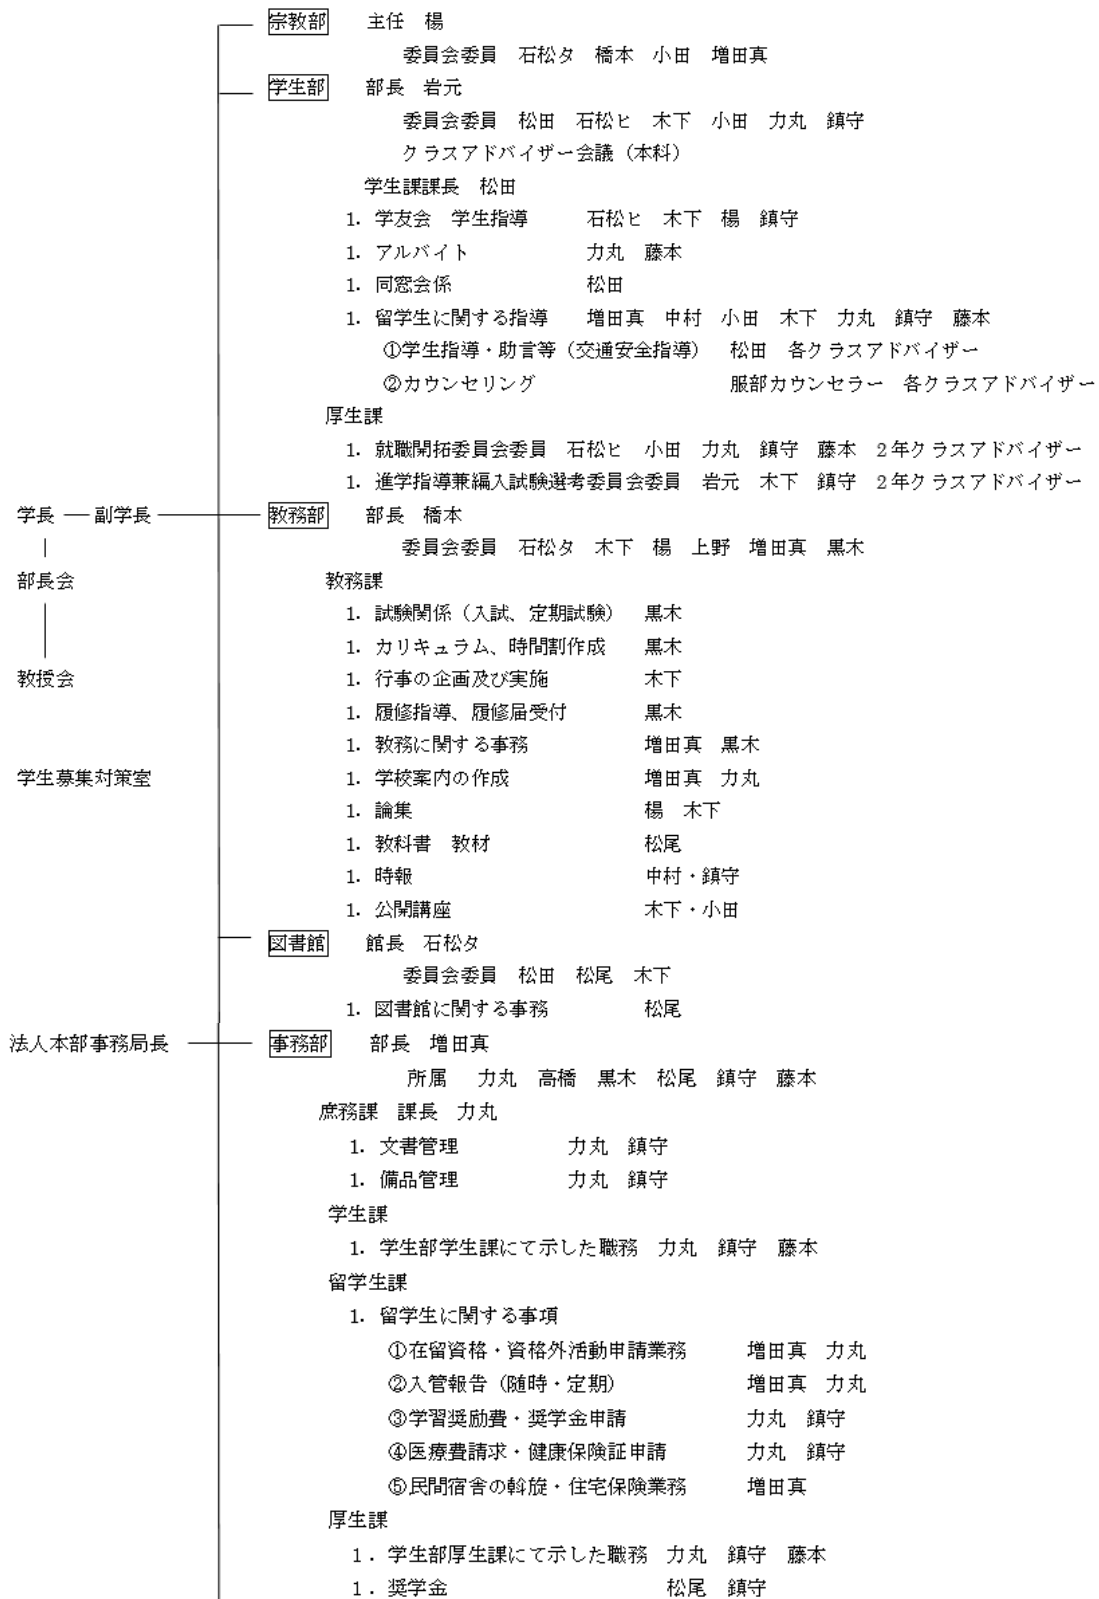 宗教部　主任　楊
委員会委員　石松タ　橋本　小田　増田真
学生部　部長　岩元
委員会委員　松田　石松ヒ　木下　小田　力丸　鎮守
クラスアドバイザー会議（本科）
学生課課長　松田
1. 学友会　学生指導　石松ヒ　木下　楊　鎮守
1. アルバイト　力丸　藤本
1. 同窓会係　松田
1. 留学生に関する指導　増田真　中村　小田　木下　力丸　鎮守　藤本
①学生指導・助言等（交通安全指導）　松田　各クラスアドバイザー
②カウンセリング　服部カウンセラー　各クラスアドバイザー
厚生課
1. 就職開拓委員会委員　石松ヒ　小田　力丸　鎮守　藤本　2年クラスアドバイザー
1. 進学指導兼編入試験選考委員会委員　岩元　木下　鎮守　2年クラスアドバイザー
学長　副学長　教務部　部長　橋本
委員会委員　石松タ　木下　楊　上野　増田真　黒木
部長会　教務課
1. 試験関係（入試、定期試験）　黒木
1. カリキュラム、時間割作成　黒木
教授会　1. 行事の企画及び実施　木下
1. 履修指導、履修届受付　黒木
1. 教務に関する事務　増田真　黒木
学生募集対策室　1. 学校案内の作成　増田真　力丸
1. 論集　楊　木下
1. 教科書　教材　松尾
1. 時報　中村・鎮守
1. 公開講座　木下・小田
図書館　館長　石松タ
委員会委員　松田　松尾　木下
1. 図書館に関する事務　松尾
法人本部事務局長　事務部　部長　増田真
所属　力丸　高橋　黒木　松尾　鎮守　藤本
庶務課　課長　力丸
1. 文書管理　力丸　鎮守
1. 備品管理　力丸　鎮守
学生課
1. 学生部学生課にて示した職務　力丸　鎮守　藤本
留学生課
1. 留学生に関する事項
①在留資格・資格外活動申請業務　増田真　力丸
②入管報告（随時・定期）　増田真　力丸
③学習奨励費・奨学金申請　力丸　鎮守
④医療費請求・健康保険証申請　力丸　鎮守
⑤民間宿舎の斡旋・住宅保険業務　増田真
厚生課
１. 学生部厚生課にて示した職務　力丸　鎮守　藤本
１. 奨学金　松尾　鎮守